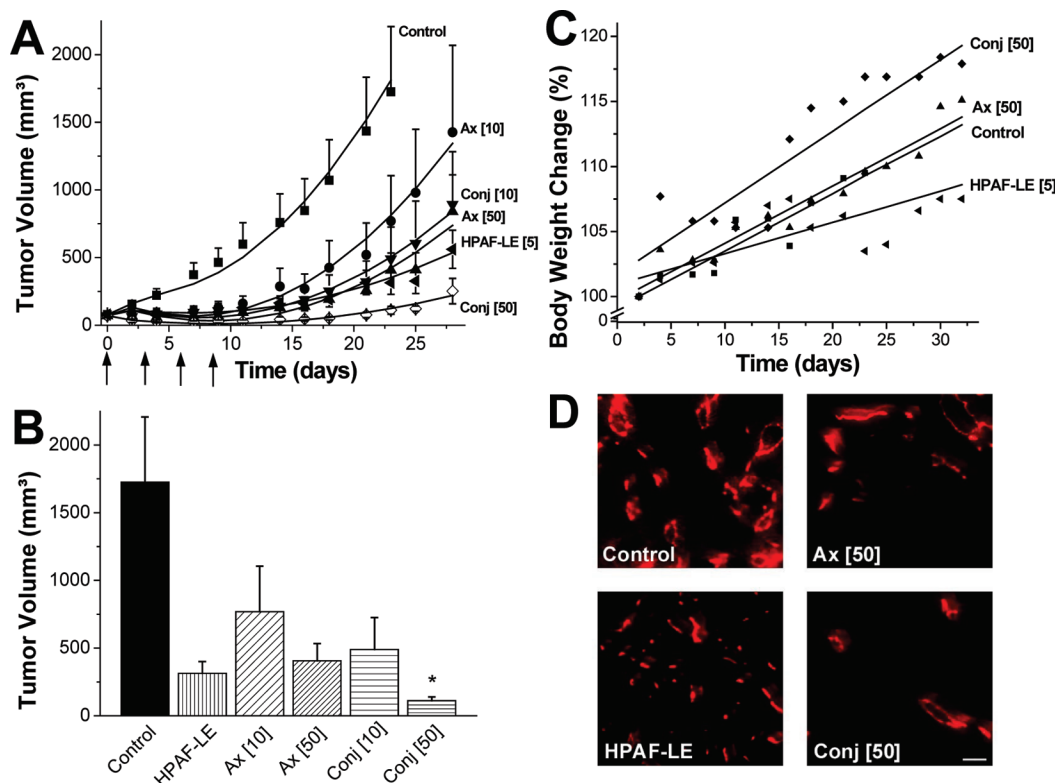 A
Tumor Volume (mm³)
2000
1500
1000
500
0
Control
Ax [10]
Conj [10]
Ax [50]
HPAF-LE [5]
Conj [50]
0 5 10 15 20 25
Time (days)
B
Tumor Volume (mm³)
2000
1500
1000
500
0
*
Control
HPAF-LE
Ax [10]
Ax [50]
Conj [10]
Conj [50]
C
Body Weight Change (%)
120
115
110
105
100
0
Conj [50]
Ax [50]
Control
HPAF-LE [5]
0 5 10 15 20 25 30
Time (days)
D
Control
Ax [50]
HPAF-LE
Conj [50]